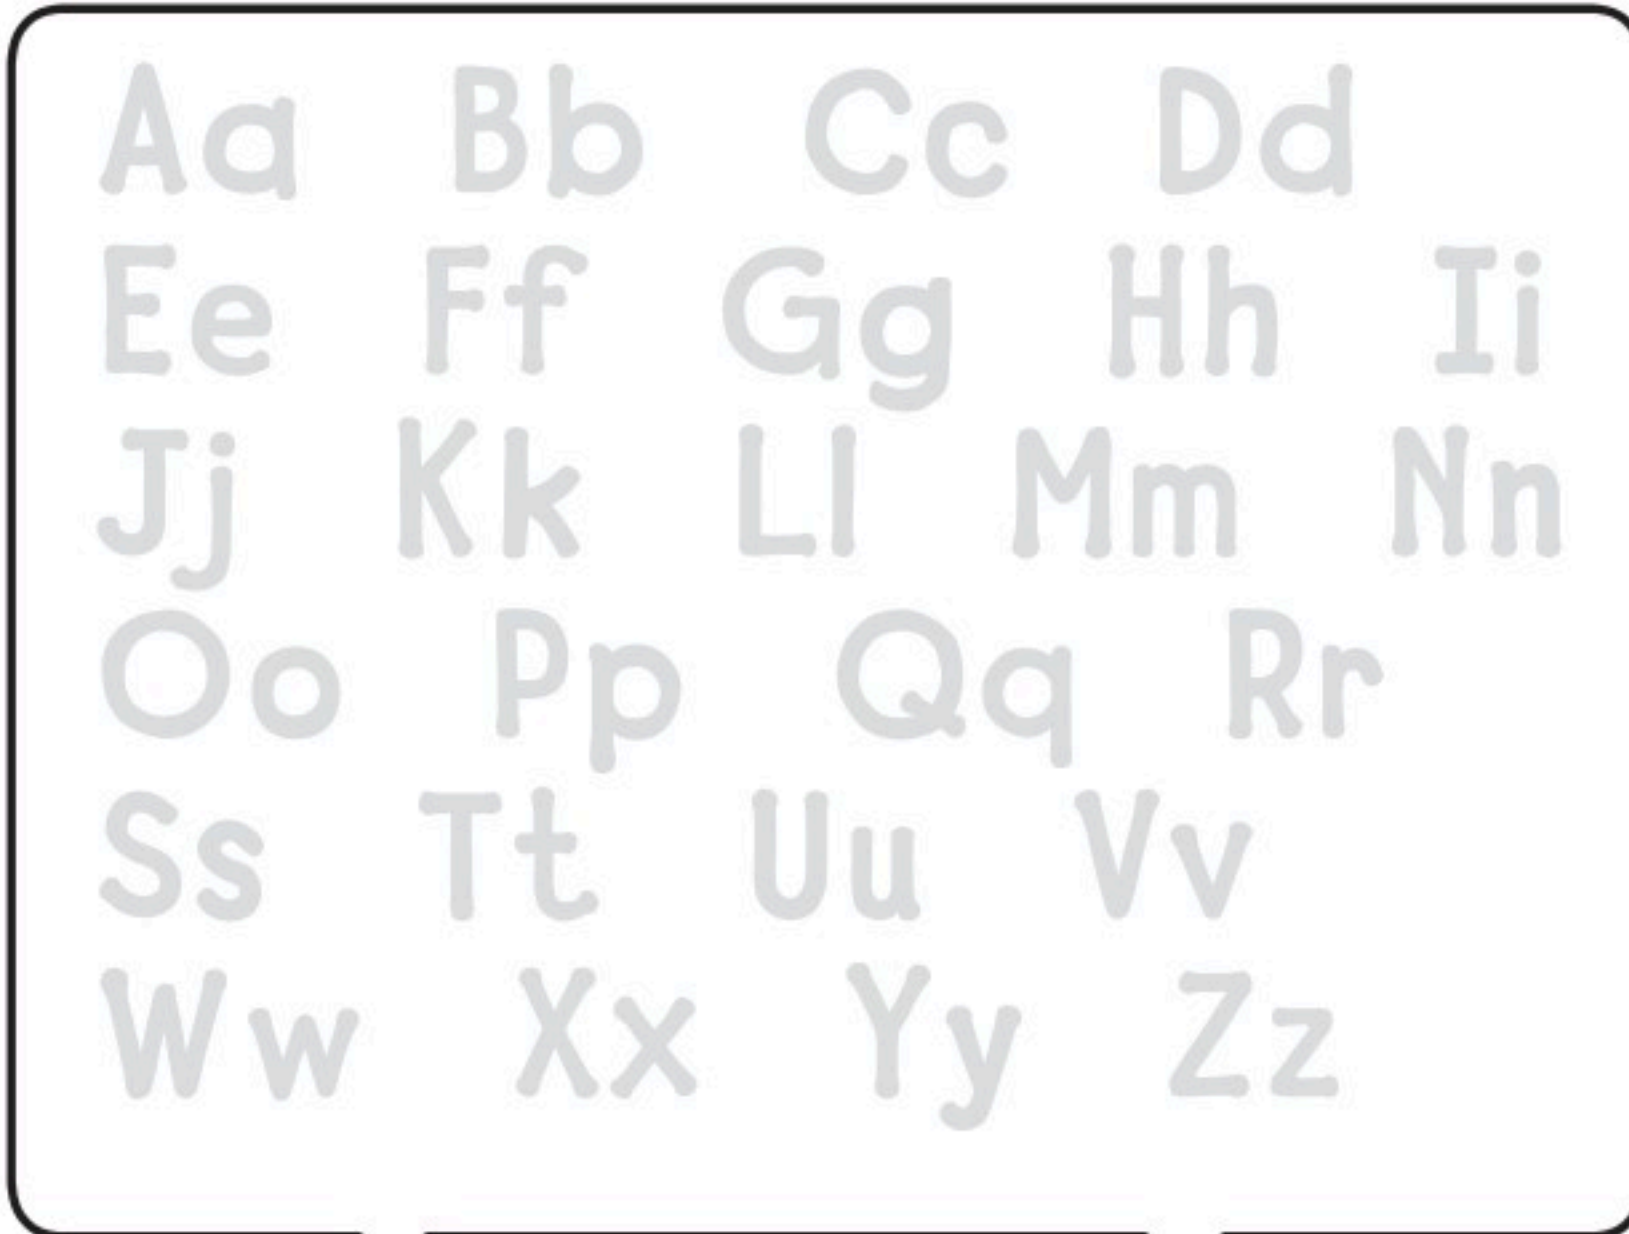 Aa Bb Cc Dd
Ee Ff Gg Hh Ii
Jj Kk Ll Mm Nn
Oo Pp Qq Rr
Ss Tt Uu Vv
Ww Xx Yy Zz